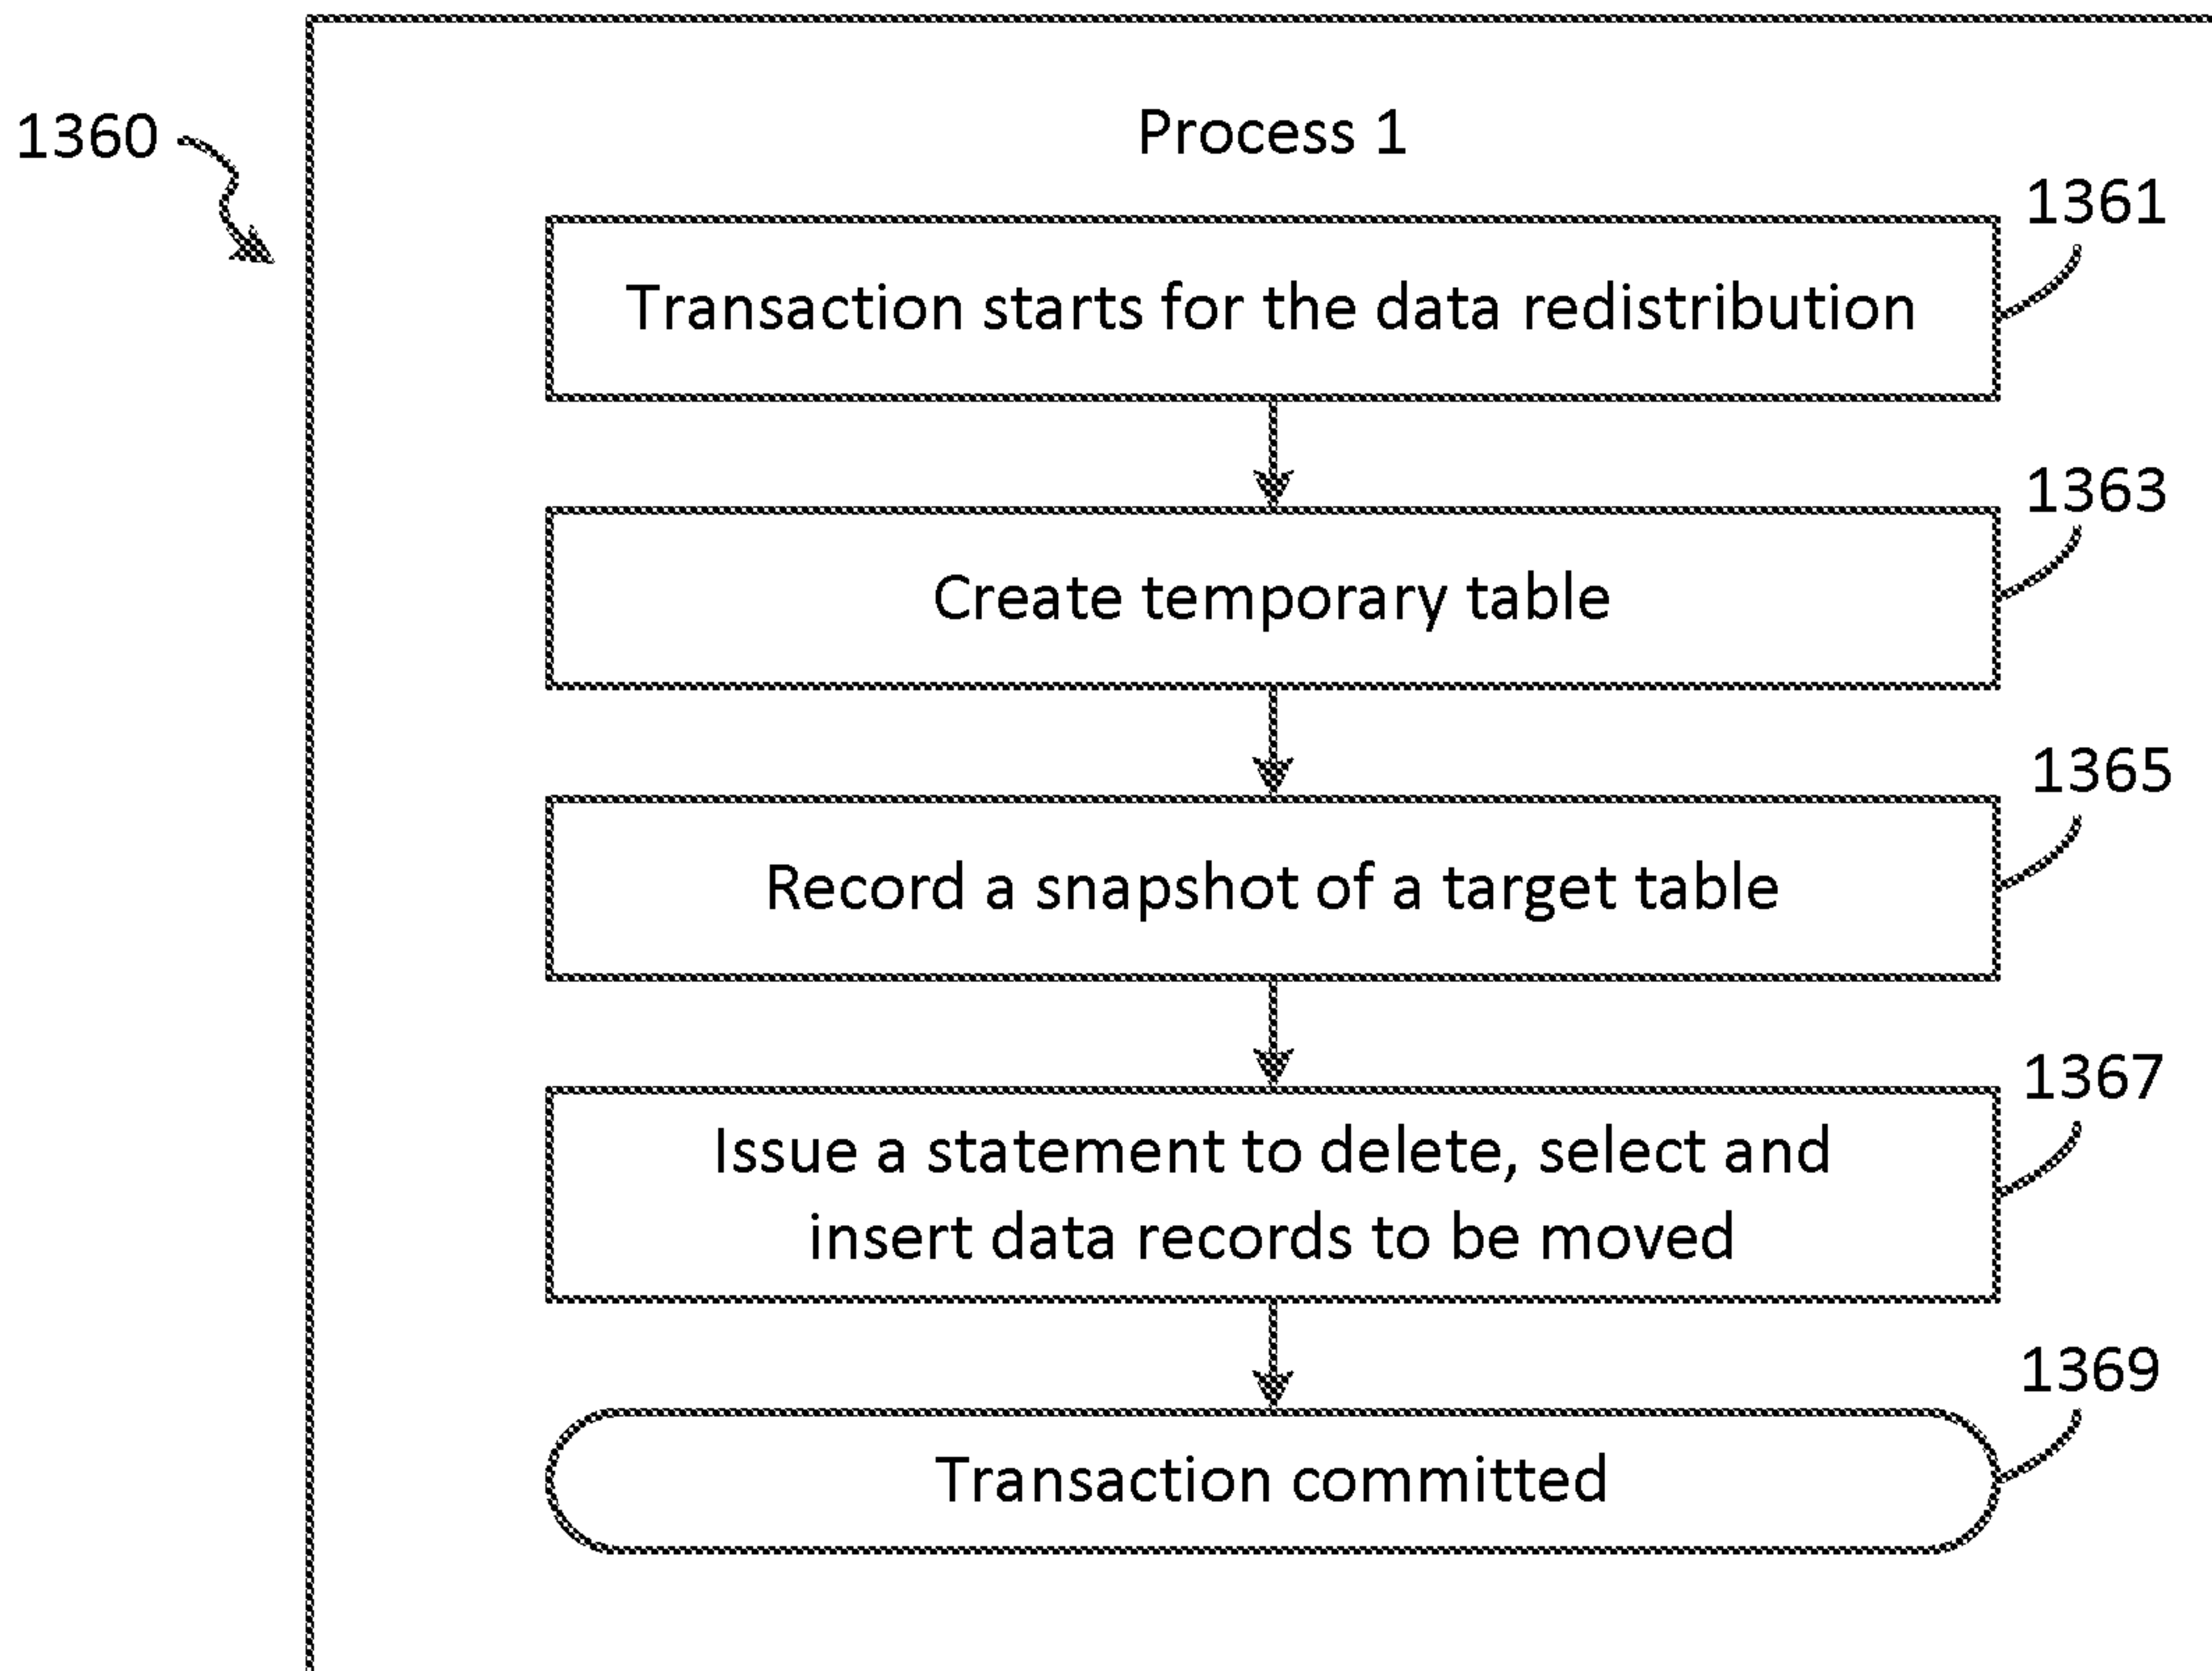 1360
Process 1
1361
Transaction starts for the data redistribution
1363
Create temporary table
1365
Record a snapshot of a target table
1367
Issue a statement to delete, select and
insert data records to be moved
1369
Transaction committed